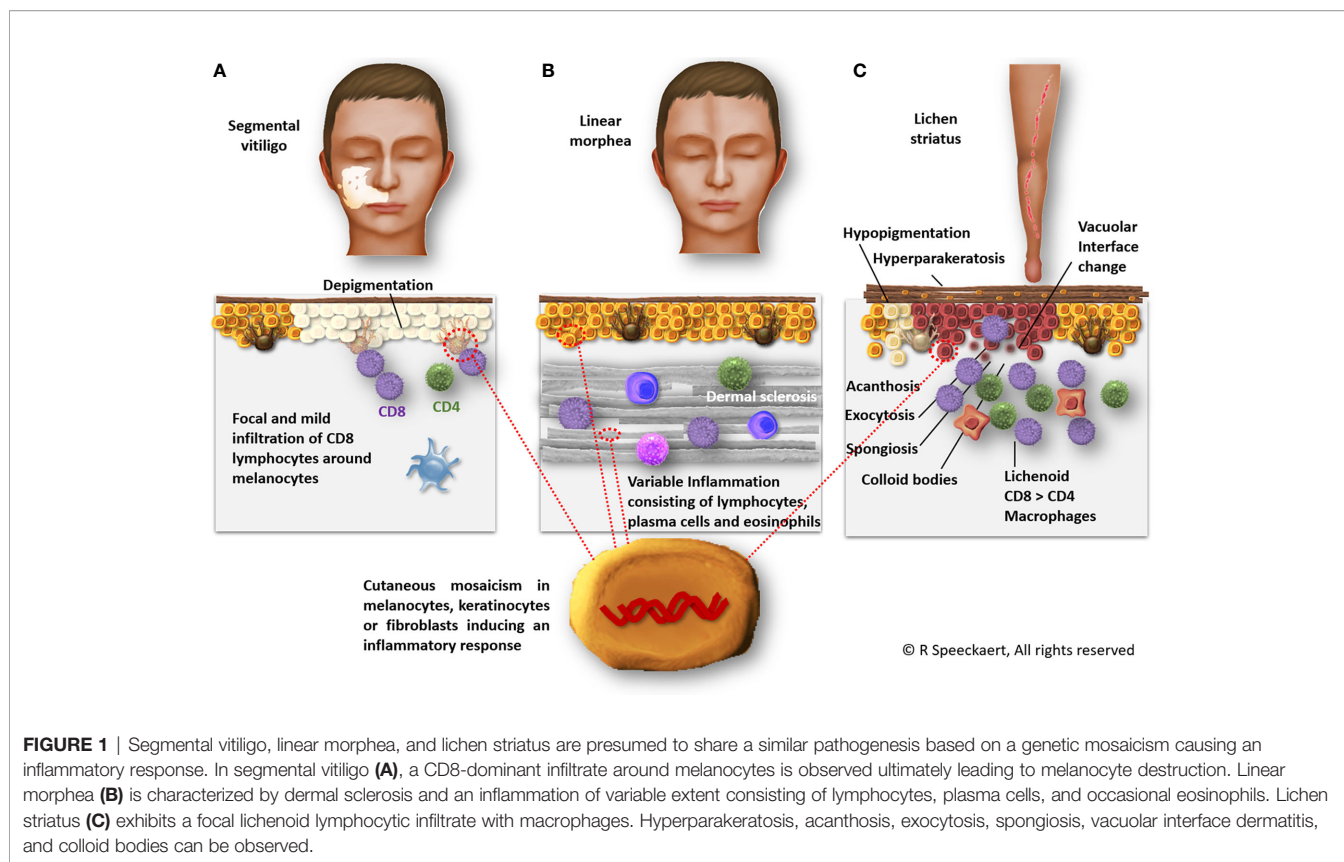 A
Segmental
vitiligo
B
Linear
morphea
C
Lichen
striatus
Depigmentation
CD8
CD4
Focal and mild
infiltration of CD8
lymphocytes around
melanocytes
Dermal sclerosis
Variable Inflammation
consisting of lymphocytes,
plasma cells and eosinophils
Hypopigmentation
Hyperparakeratosis
Vacuolar
Interface
change
Acanthosis
Exocytosis
Spongiosis
Colloid bodies
Lichenoid
CD8 > CD4
Macrophages
Cutaneous mosaicism in
melanocytes, keratinocytes
or fibroblasts inducing an
inflammatory response
© R Speeckaert, All rights reserved
FIGURE 1 | Segmental vitiligo, linear morphea, and lichen striatus are presumed to share a similar pathogenesis based on a genetic mosaicism causing an
inflammatory response. In segmental vitiligo (A), a CD8-dominant infiltrate around melanocytes is observed ultimately leading to melanocyte destruction. Linear
morphea (B) is characterized by dermal sclerosis and an inflammation of variable extent consisting of lymphocytes, plasma cells, and occasional eosinophils. Lichen
striatus (C) exhibits a focal lichenoid lymphocytic infiltrate with macrophages. Hyperparakeratosis, acanthosis, exocytosis, spongiosis, vacuolar interface dermatitis,
and colloid bodies can be observed.